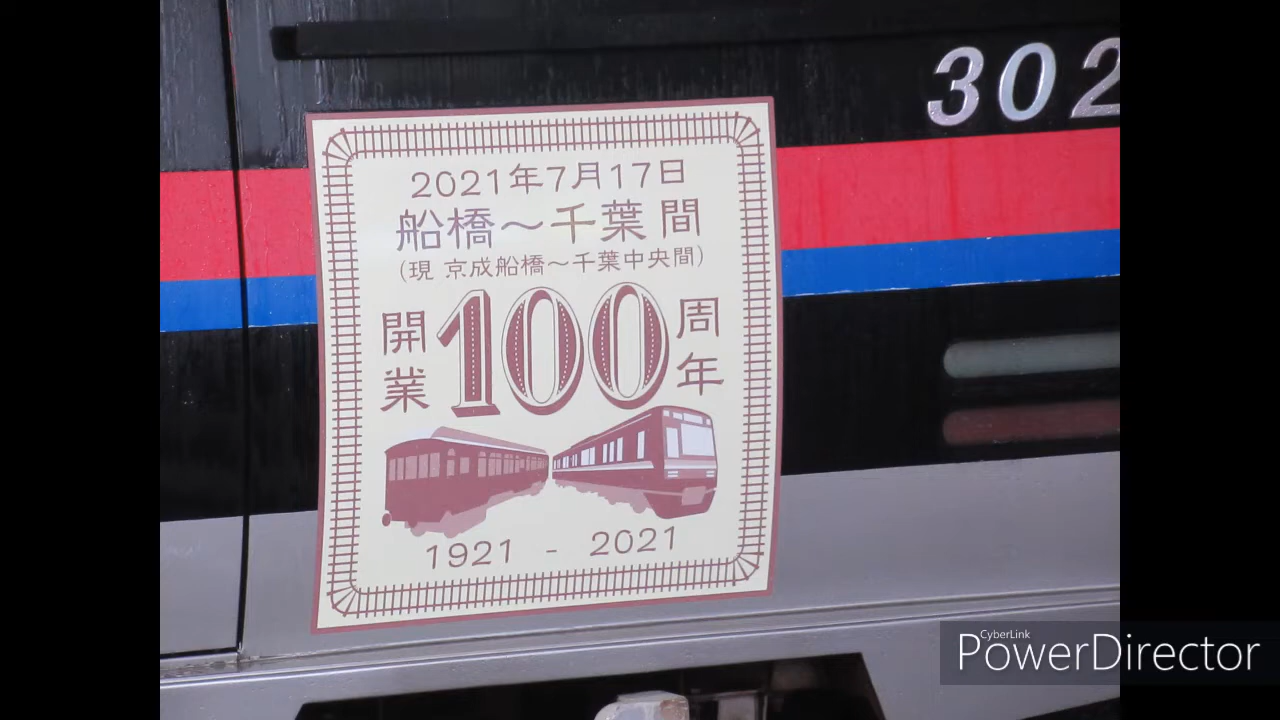 302
2021年7月17日
船橋～千葉間
(現 京成船橋～千葉中央間)
開業100周年
1921 - 2021
CyberLink
PowerDirector